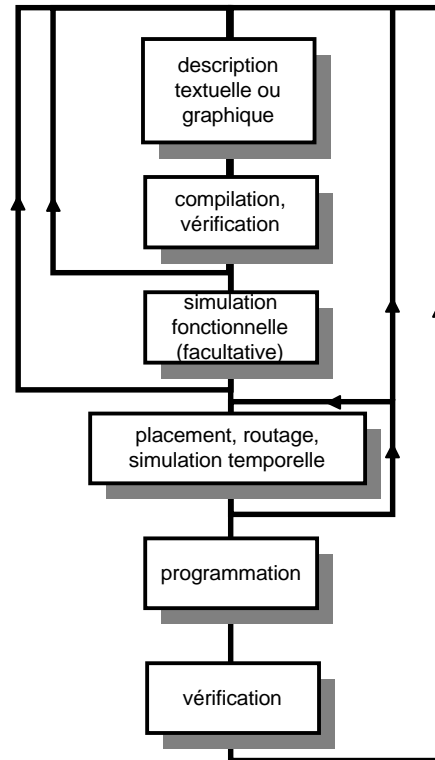 description
textuelle ou
graphique
compilation,
vérification
simulation
fonctionnelle
(facultative)
placement, routage,
simulation temporelle
programmation
vérification